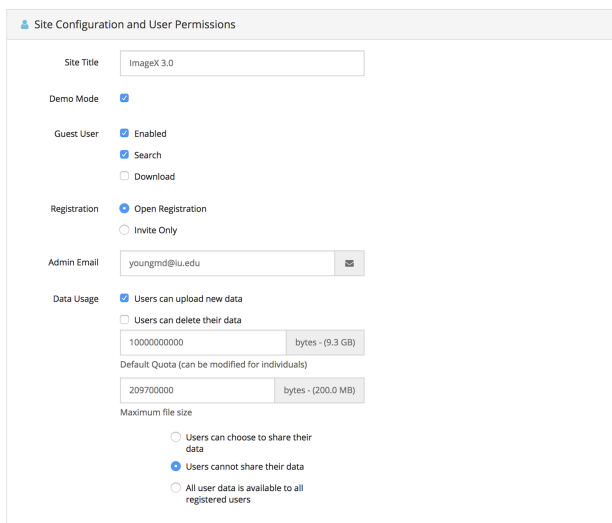 Site Configuration and User Permissions
Site Title
ImageX 3.0
Demo Mode
Guest User
Enabled
Search
Download
Registration
Open Registration
Invite Only
Admin Email
youngmd@iu.edu
Data Usage
Users can upload new data
Users can delete their data
10000000000
bytes - (9.3 GB)
Default Quota (can be modified for individuals)
209700000
bytes - (200.0 MB)
Maximum file size
Users can choose to share their
data
Users cannot share their data
All user data is available to all
registered users